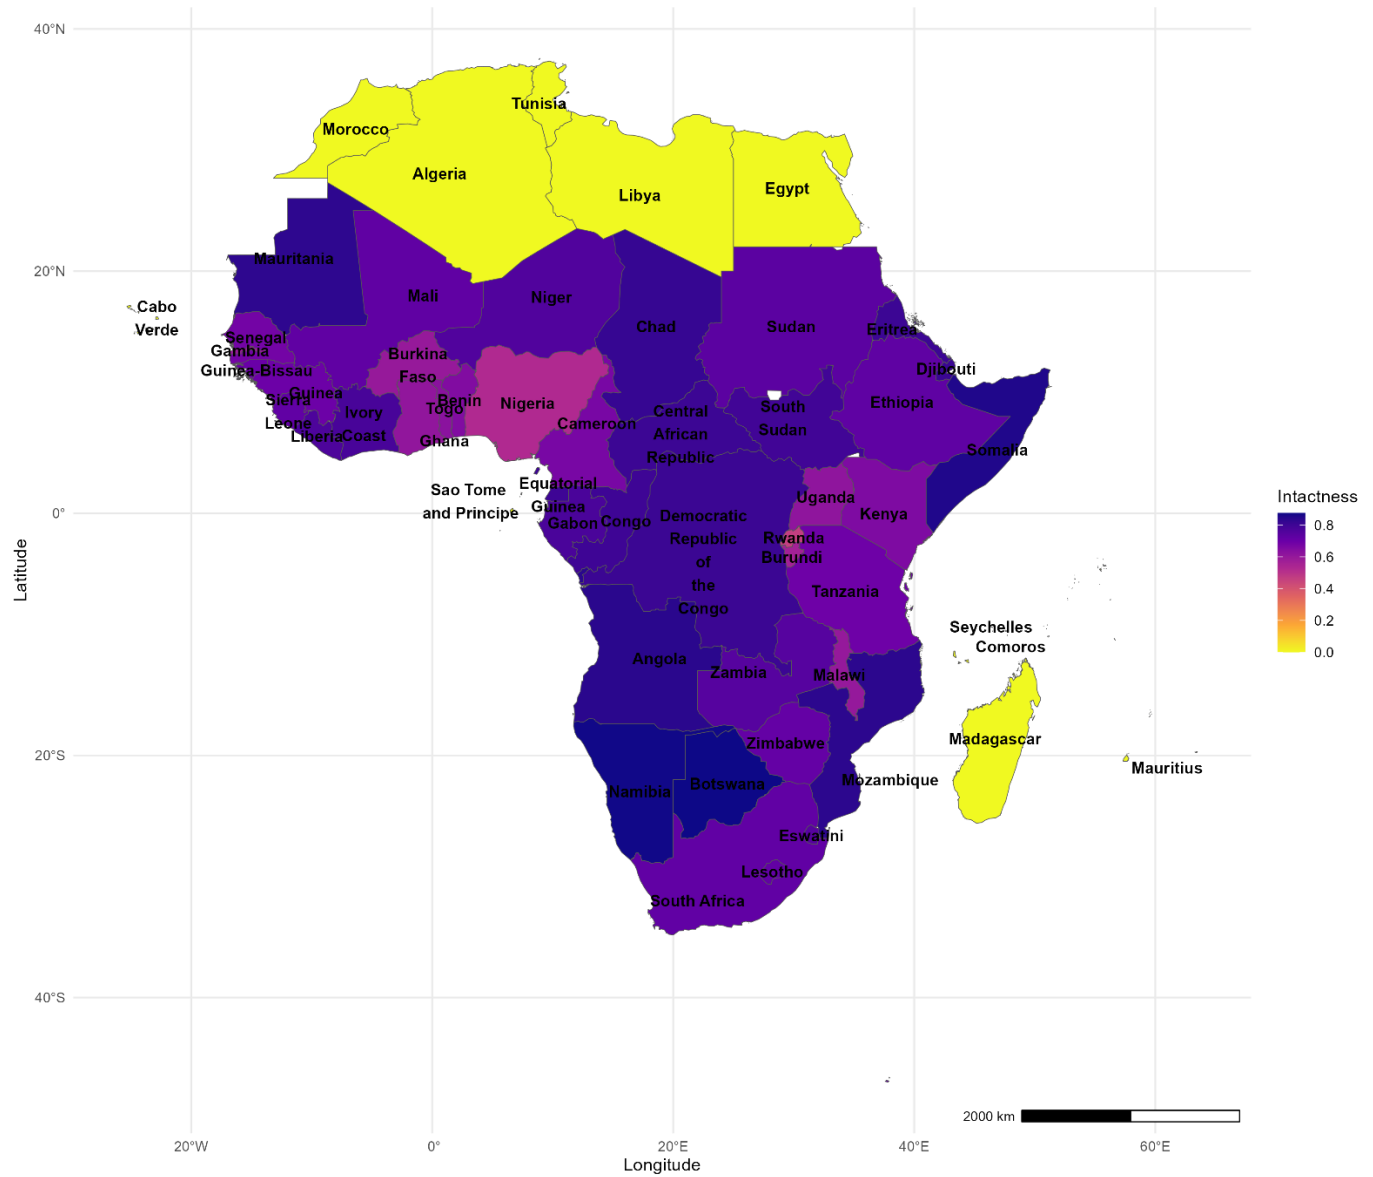 40°N
20°N
0°
20°S
40°S
Latitude
Tunisia
Morocco
Algeria
Libya
Egypt
Mauritania
Mali
Niger
Chad
Sudan
Eritrea
Cabo
Verde
Senegal
Gambia
Guinea-Bissau
Guinea
Sierra
Leone
Liberia
Ivory
Coast
Burkina
Faso
Benin
Togo
Ghana
Nigeria
Cameroon
Central
African
Republic
South
Sudan
Ethiopia
Djibouti
Somalia
Sao Tome
and Principe
Equatorial
Guinea
Gabon
Congo
Democratic
Republic
of
the
Congo
Uganda
Kenya
Rwanda
Burundi
Tanzania
Seychelles
Comoros
Angola
Zambia
Malawi
Zimbabwe
Mozambique
Madagascar
Mauritius
Namibia
Botswana
Eswatini
Lesotho
South Africa
Intactness
0.8
0.6
0.4
0.2
0.0
2000 km
20°W
0°
20°E
40°E
60°E
Longitude